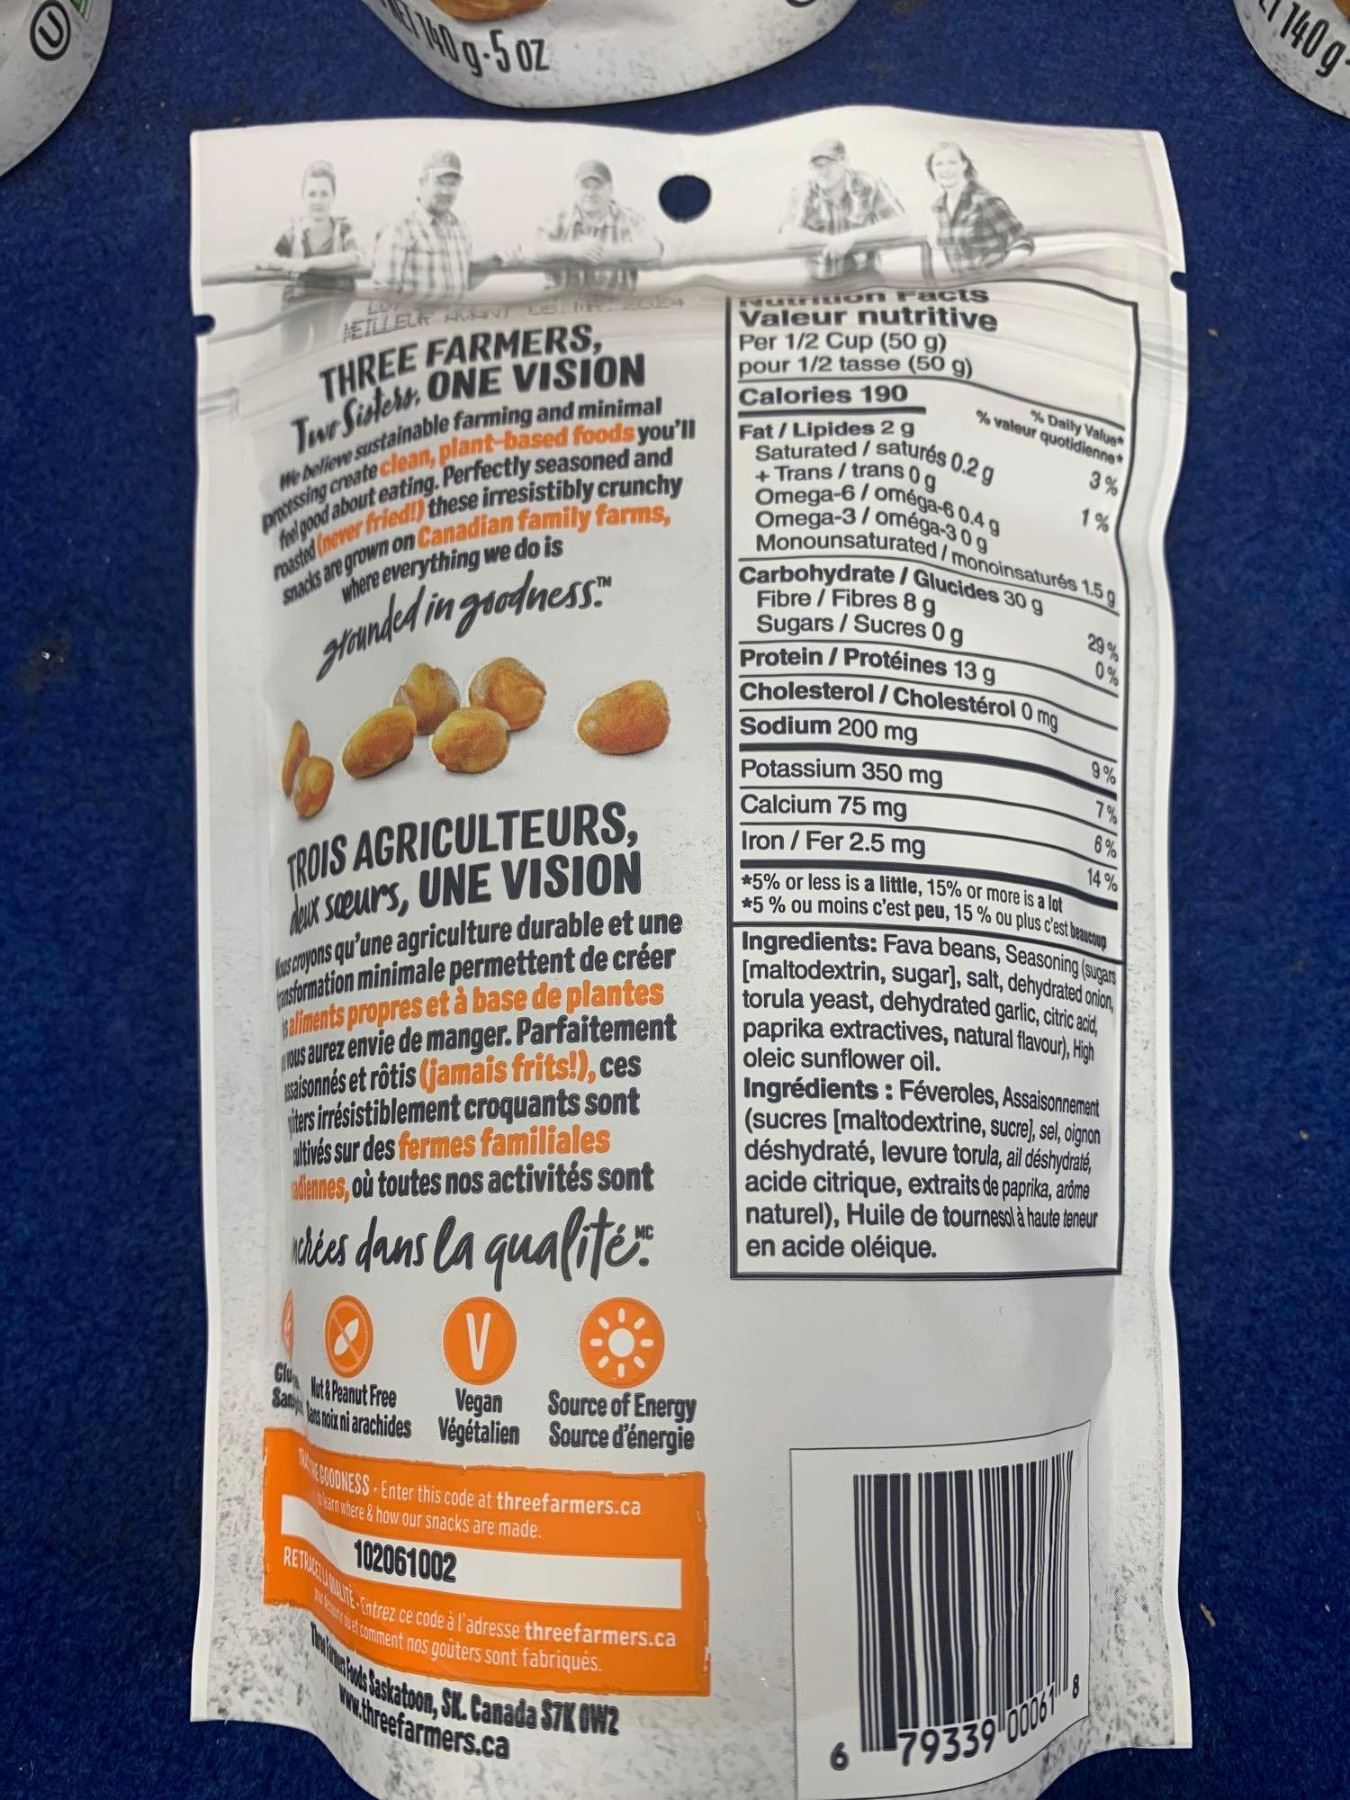 140 g · 5 OZ
140 g
U
MEILLEUR AVANT
THREE FARMERS,
Two Sisters, ONE VISION
We believe sustainable farming and minimal
processing create clean, plant-based foods you'll
feel good about eating. Perfectly seasoned and
roasted (never fried!) these irresistibly crunchy
snacks are grown on Canadian family farms,
where everything we do is
grounded in goodness.™
TROIS AGRICULTEURS,
deux sœurs, UNE VISION
croyons qu'une agriculture durable et une
minimale permettent de créer
aliments propres et à base de plantes
vous aurez envie de manger. Parfaitement
et rôtis (jamais frits!), ces
irrésistiblement croquants sont
sur des fermes familiales
où toutes nos activités sont
dans la qualité.MC
Nut & Peanut Free
Sans noix ni arachides
Vegan
Végétalien
Source of Energy
Source d'énergie
GOODNESS - Enter this code at threefarmers.ca
learn where & how our snacks are made.
102061002
RETRACEZ LA QUALITÉ - Entrez ce code à l'adresse threefarmers.ca
et comment nos goûters sont fabriqués.
Three Farmers Foods Saskatoon, SK. Canada S7K 0W2
www.threefarmers.ca
Nutrition Facts
Valeur nutritive
Per 1/2 Cup (50 g)
pour 1/2 tasse (50 g)
Calories 190
% Daily Value*
% valeur quotidienne*
Fat / Lipides 2 g 3 %
Saturated / saturés 0.2 g
+ Trans / trans 0 g 1 %
Omega-6 / oméga-6 0.4 g
Omega-3 / oméga-3 0 g
Monounsaturated / monoinsaturés 1.5 g
Carbohydrate / Glucides 30 g
Fibre / Fibres 8 g 29 %
Sugars / Sucres 0 g 0 %
Protein / Protéines 13 g
Cholesterol / Cholestérol 0 mg
Sodium 200 mg 9 %
Potassium 350 mg 7 %
Calcium 75 mg 6 %
Iron / Fer 2.5 mg 14 %
*5% or less is a little, 15% or more is a lot
*5 % ou moins c'est peu, 15 % ou plus c'est beaucoup
Ingredients: Fava beans, Seasoning (sugars
[maltodextrin, sugar], salt, dehydrated onion,
torula yeast, dehydrated garlic, citric acid,
paprika extractives, natural flavour), High
oleic sunflower oil.
Ingrédients : Féveroles, Assaisonnement
(sucres [maltodextrine, sucre], sel, oignon
déshydraté, levure torula, ail déshydraté,
acide citrique, extraits de paprika, arôme
naturel), Huile de tournesol à haute teneur
en acide oléique.
6 79339 00061 8